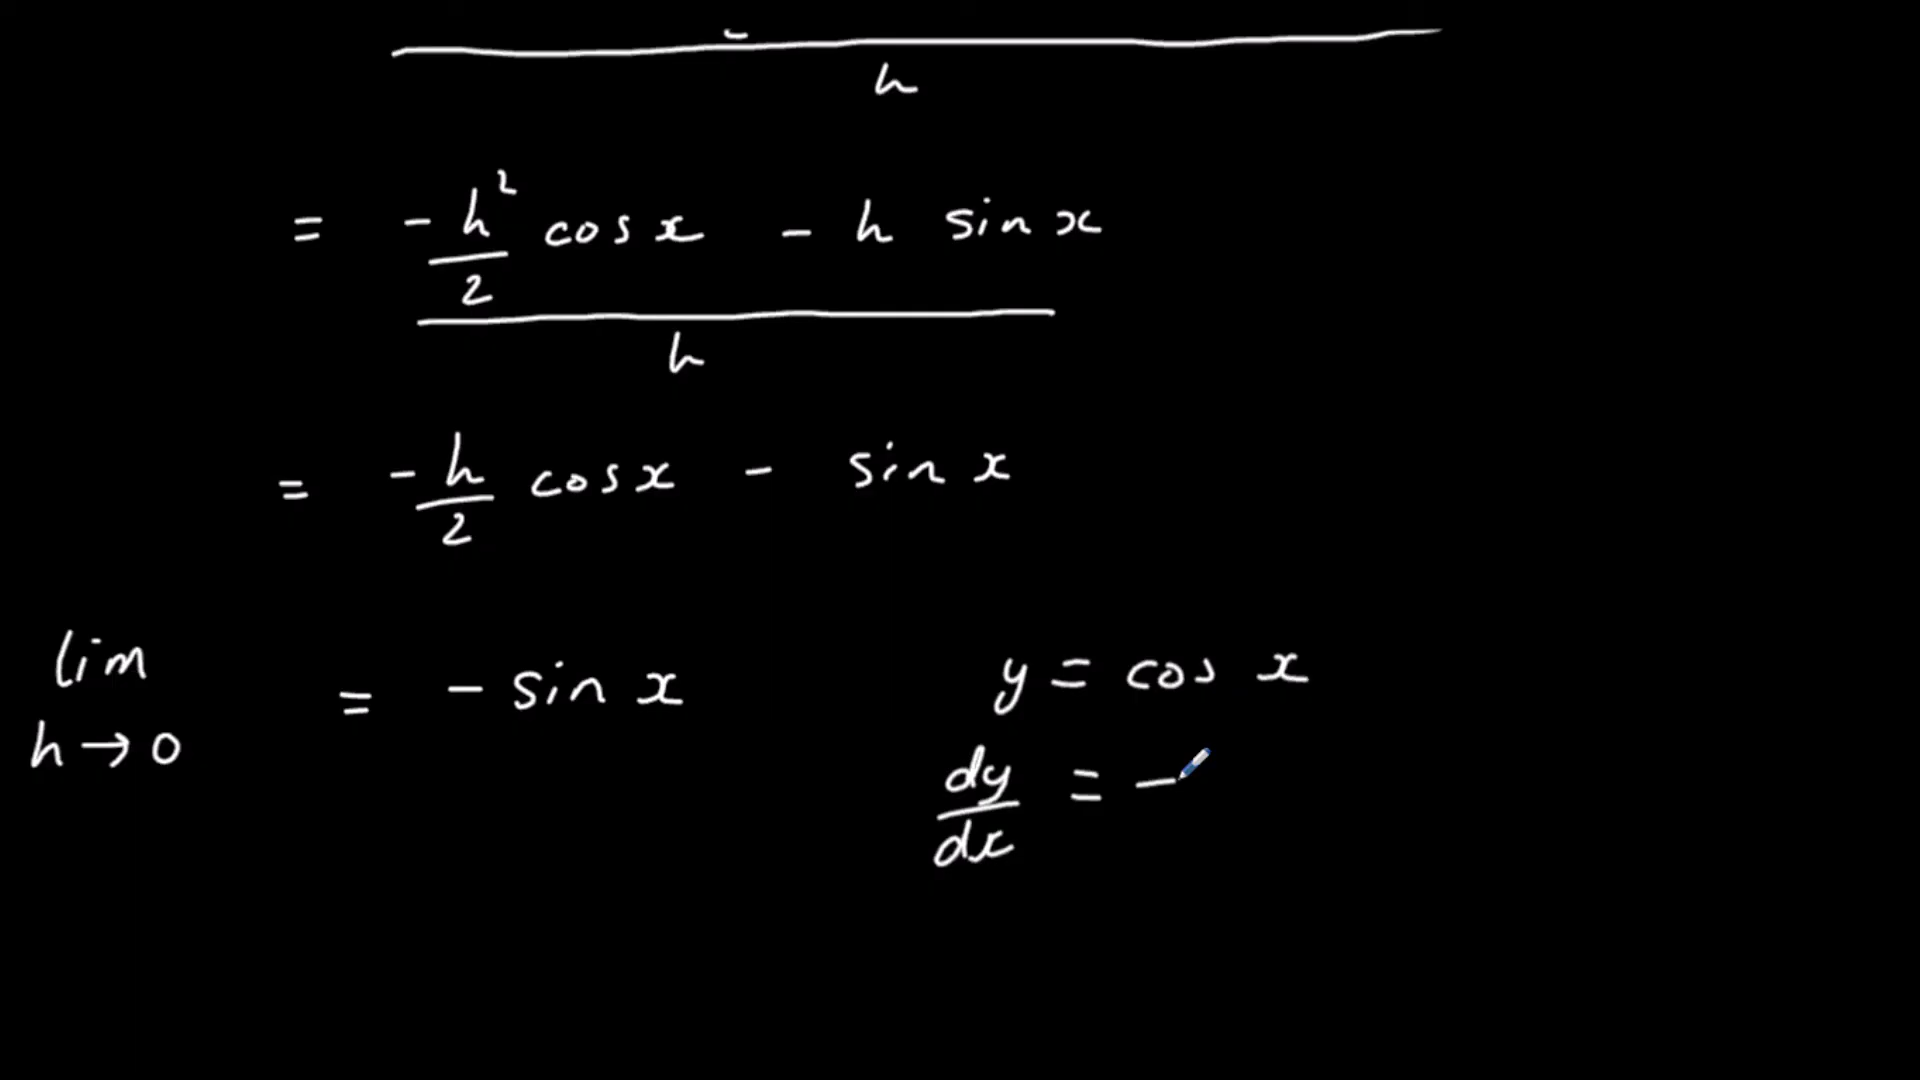 h
= -h²/2 cos x - h sin x
h
= -h/2 cos x - sin x
lim h→0 = - sin x
y = cos x
dy/dx = -